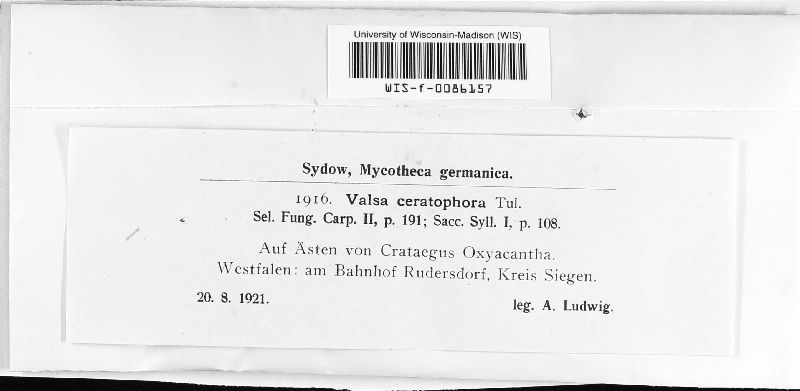 University of Wisconsin-Madison (WIS)
WIS-f-0086157
Sydow, Mycotheca germanica.
1916. Valsa ceratophora Tul.
Sel. Fung. Carp. II, p. 191; Sacc. Syll. I, p. 108.
Auf Ästen von Crataegus Oxyacantha.
Westfalen: am Bahnhof Rudersdorf, Kreis Siegen.
20. 8. 1921. leg. A. Ludwig.